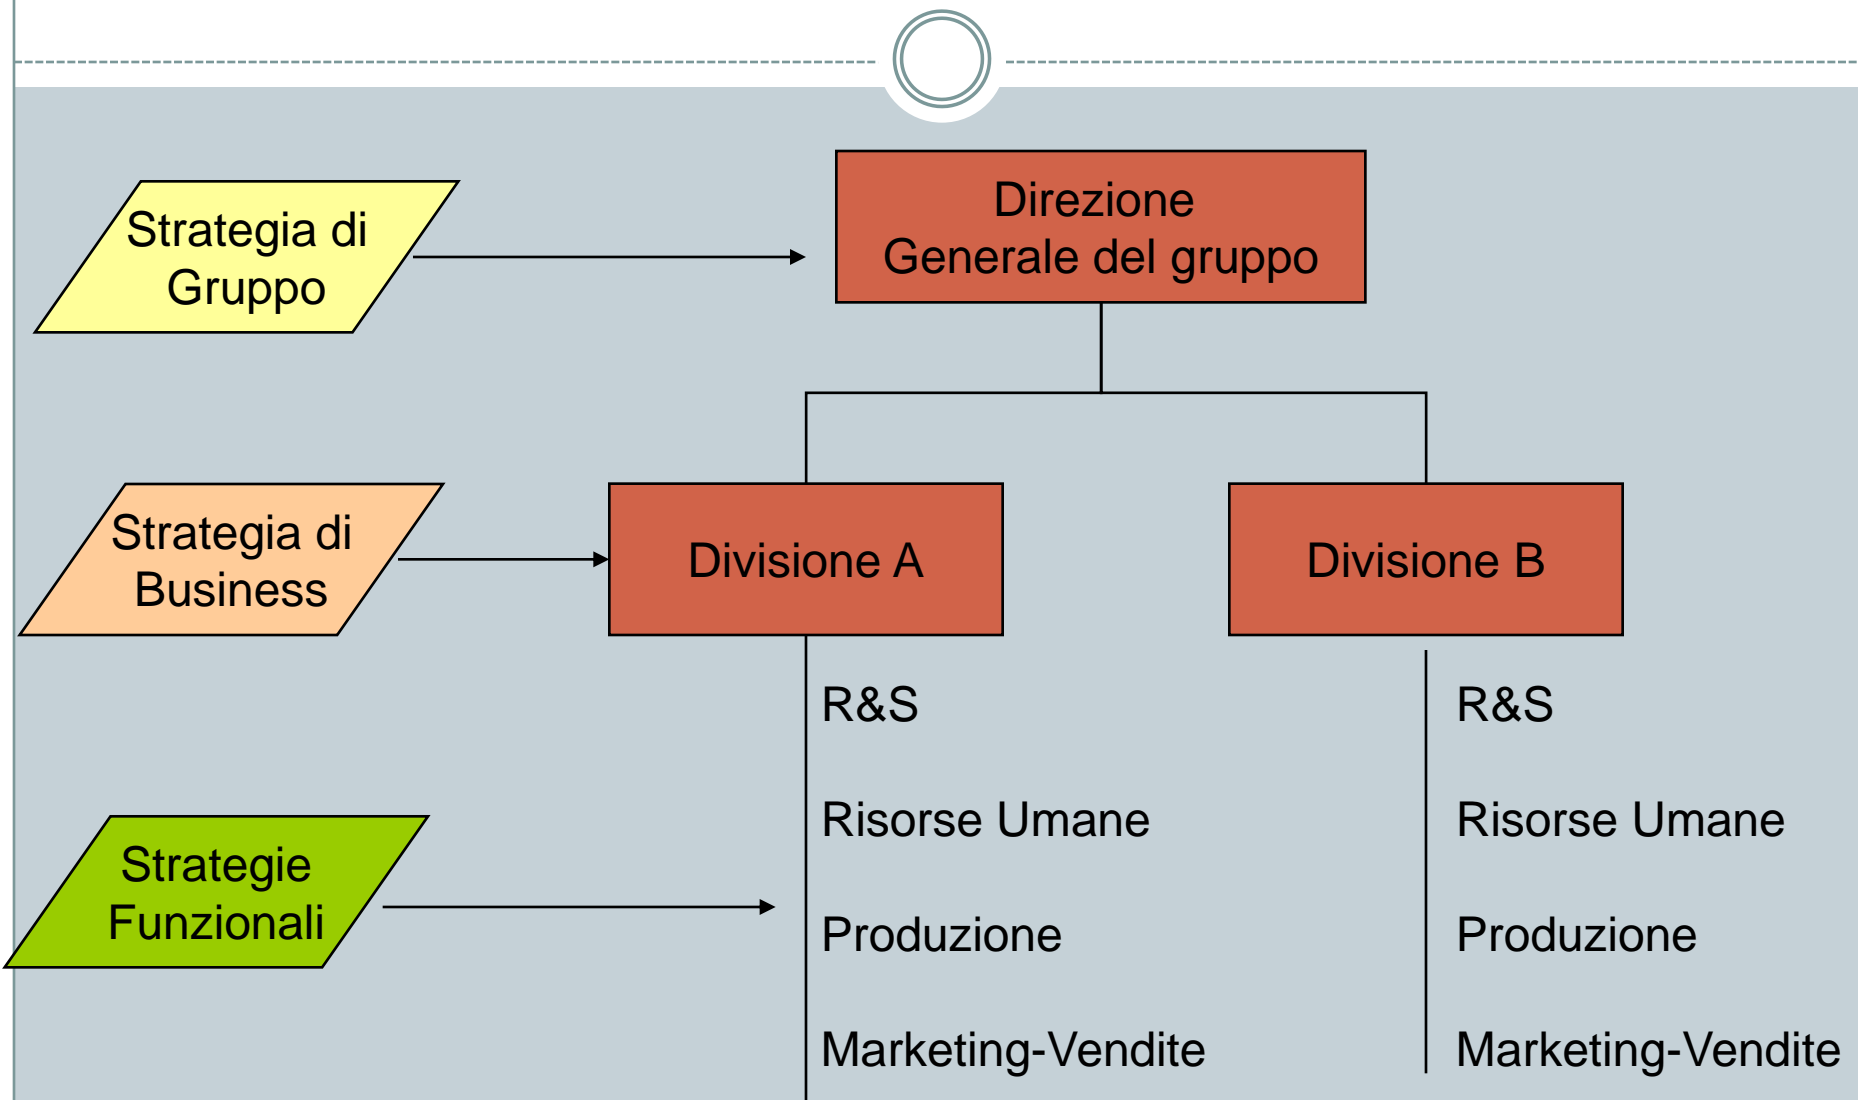 Strategia di
Gruppo
Direzione
Generale del gruppo
Strategia di
Business
Divisione A
Divisione B
Strategie
Funzionali
R&S
Risorse Umane
Produzione
Marketing-Vendite
R&S
Risorse Umane
Produzione
Marketing-Vendite